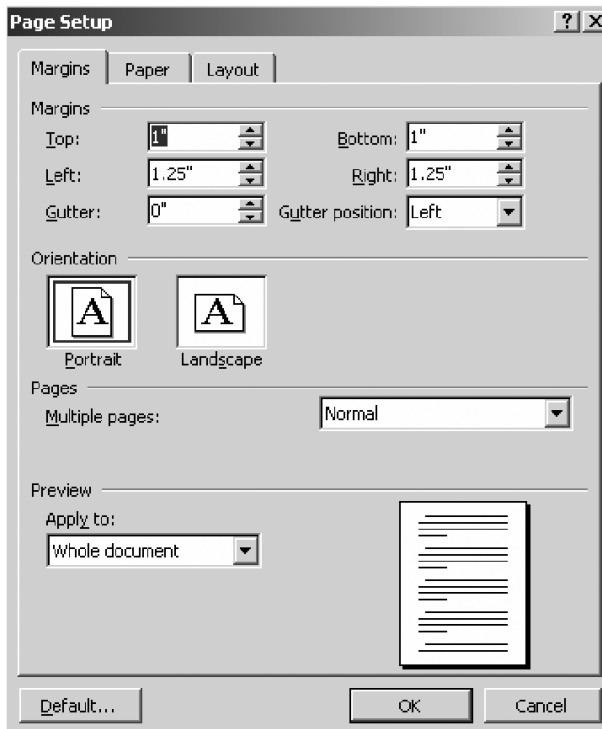 Page Setup
Margins Paper Layout
Margins
Top: 1" Bottom: 1"
Left: 1.25" Right: 1.25"
Gutter: 0" Gutter position: Left
Orientation
A A
Portrait Landscape
Pages
Multiple pages: Normal
Preview
Apply to:
Whole document
Default... OK Cancel